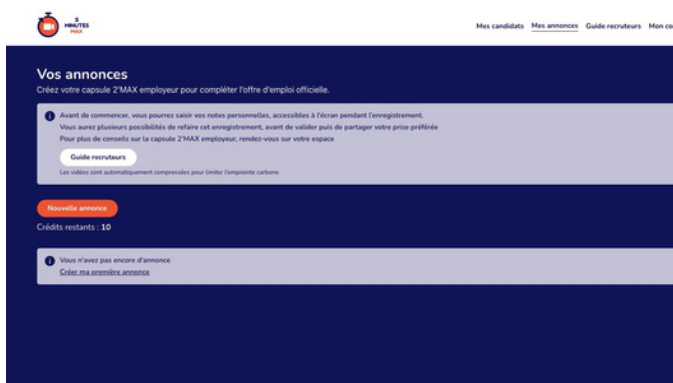 2
MINUTES
MAX
Mes candidats Mes annonces Guide recruteurs Mon co
Vos annonces
Créez votre capsule 2'MAX employeur pour compléter l'offre d'emploi officielle.
Avant de commencer, vous pourrez saisir vos notes personnelles, accessibles à l'écran pendant l'enregistrement.
Vous aurez plusieurs possibilités de refaire cet enregistrement, avant de valider puis de partager votre prise préférée
Pour plus de conseils sur la capsule 2'MAX employeur, rendez-vous sur votre espace
Guide recruteurs
Les vidéos sont automatiquement compressées pour limiter l'empreinte carbone
Nouvelle annonce
Crédits restants : 10
Vous n'avez pas encore d'annonce
Créer ma première annonce